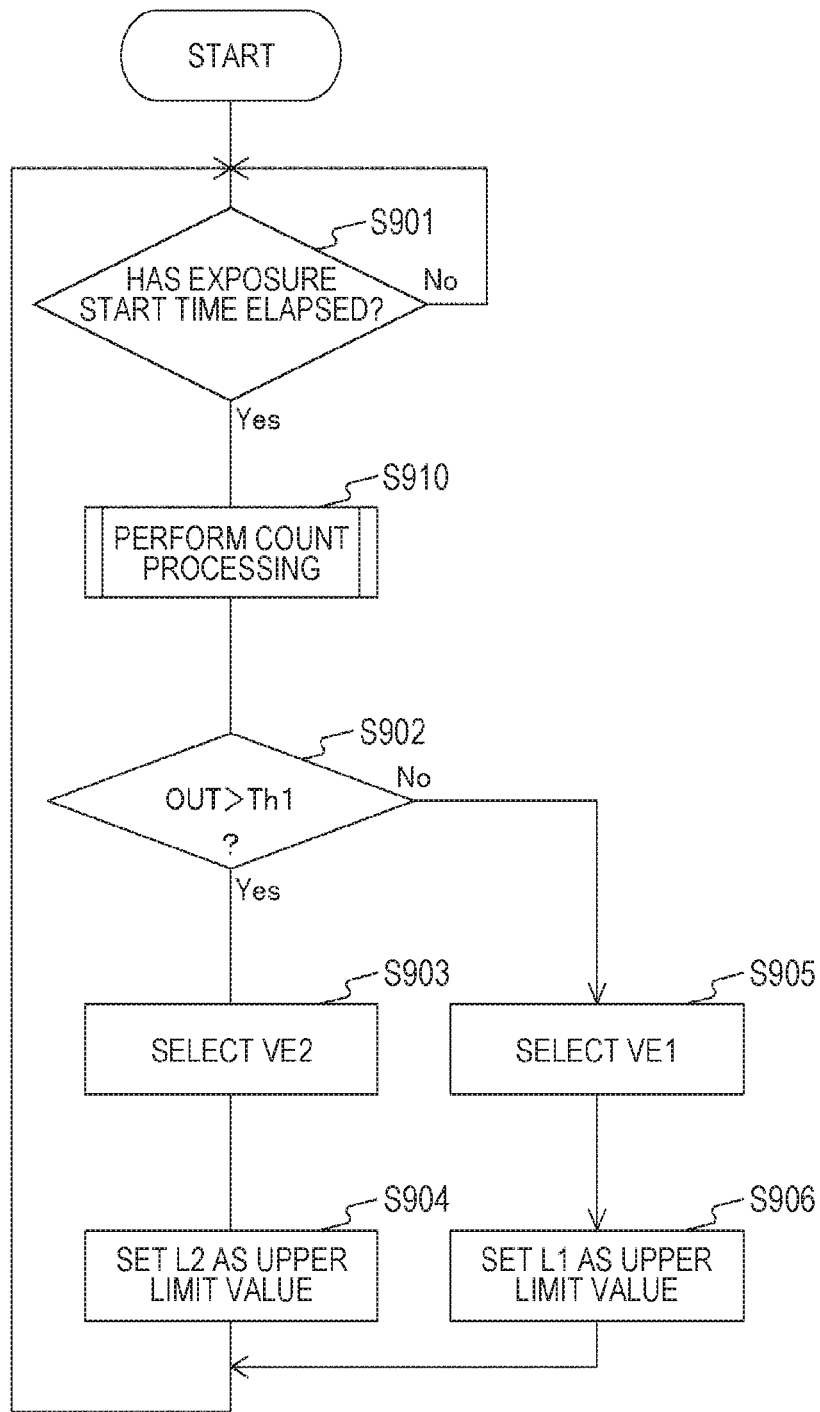 START
S901
HAS EXPOSURE
START TIME ELAPSED?
No
Yes
S910
PERFORM COUNT
PROCESSING
S902
OUT>Th1
?
No
Yes
S903
SELECT VE2
S905
SELECT VE1
S904
SET L2 AS UPPER
LIMIT VALUE
S906
SET L1 AS UPPER
LIMIT VALUE